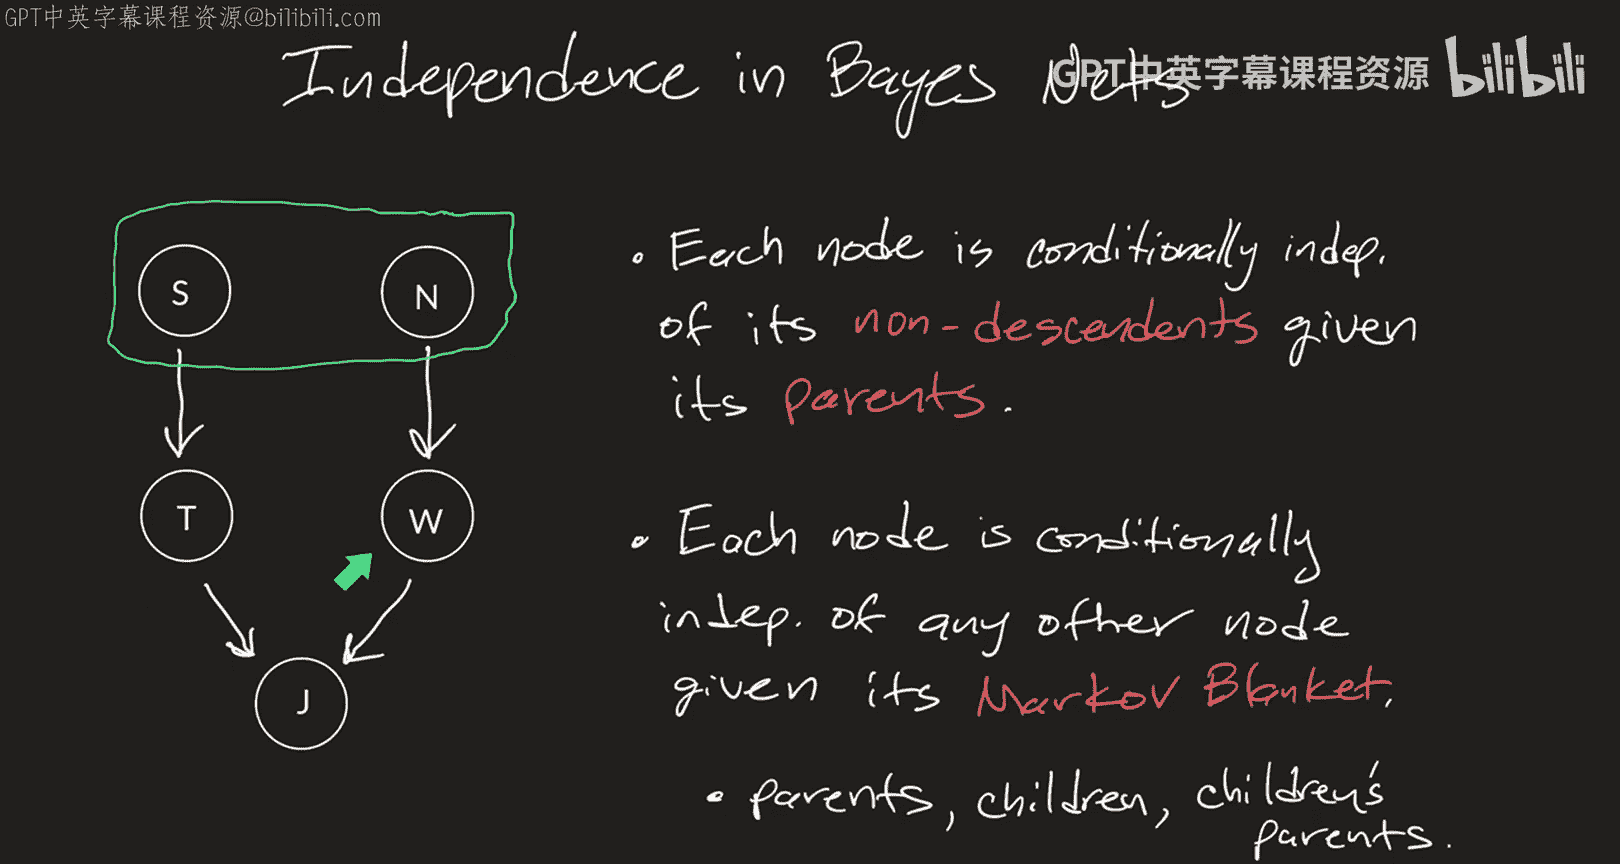 GPT中英字幕课程资源@bilibili.com
Independence in Bayes Nets
GPT中英字幕课程资源 bilibili
S
N
T
W
J
• Each node is conditionally indep.
of its non-descendents given
its parents.
• Each node is conditionally
indep. of any other node
given its Markov Blanket.
• parents, children, children's
parents.